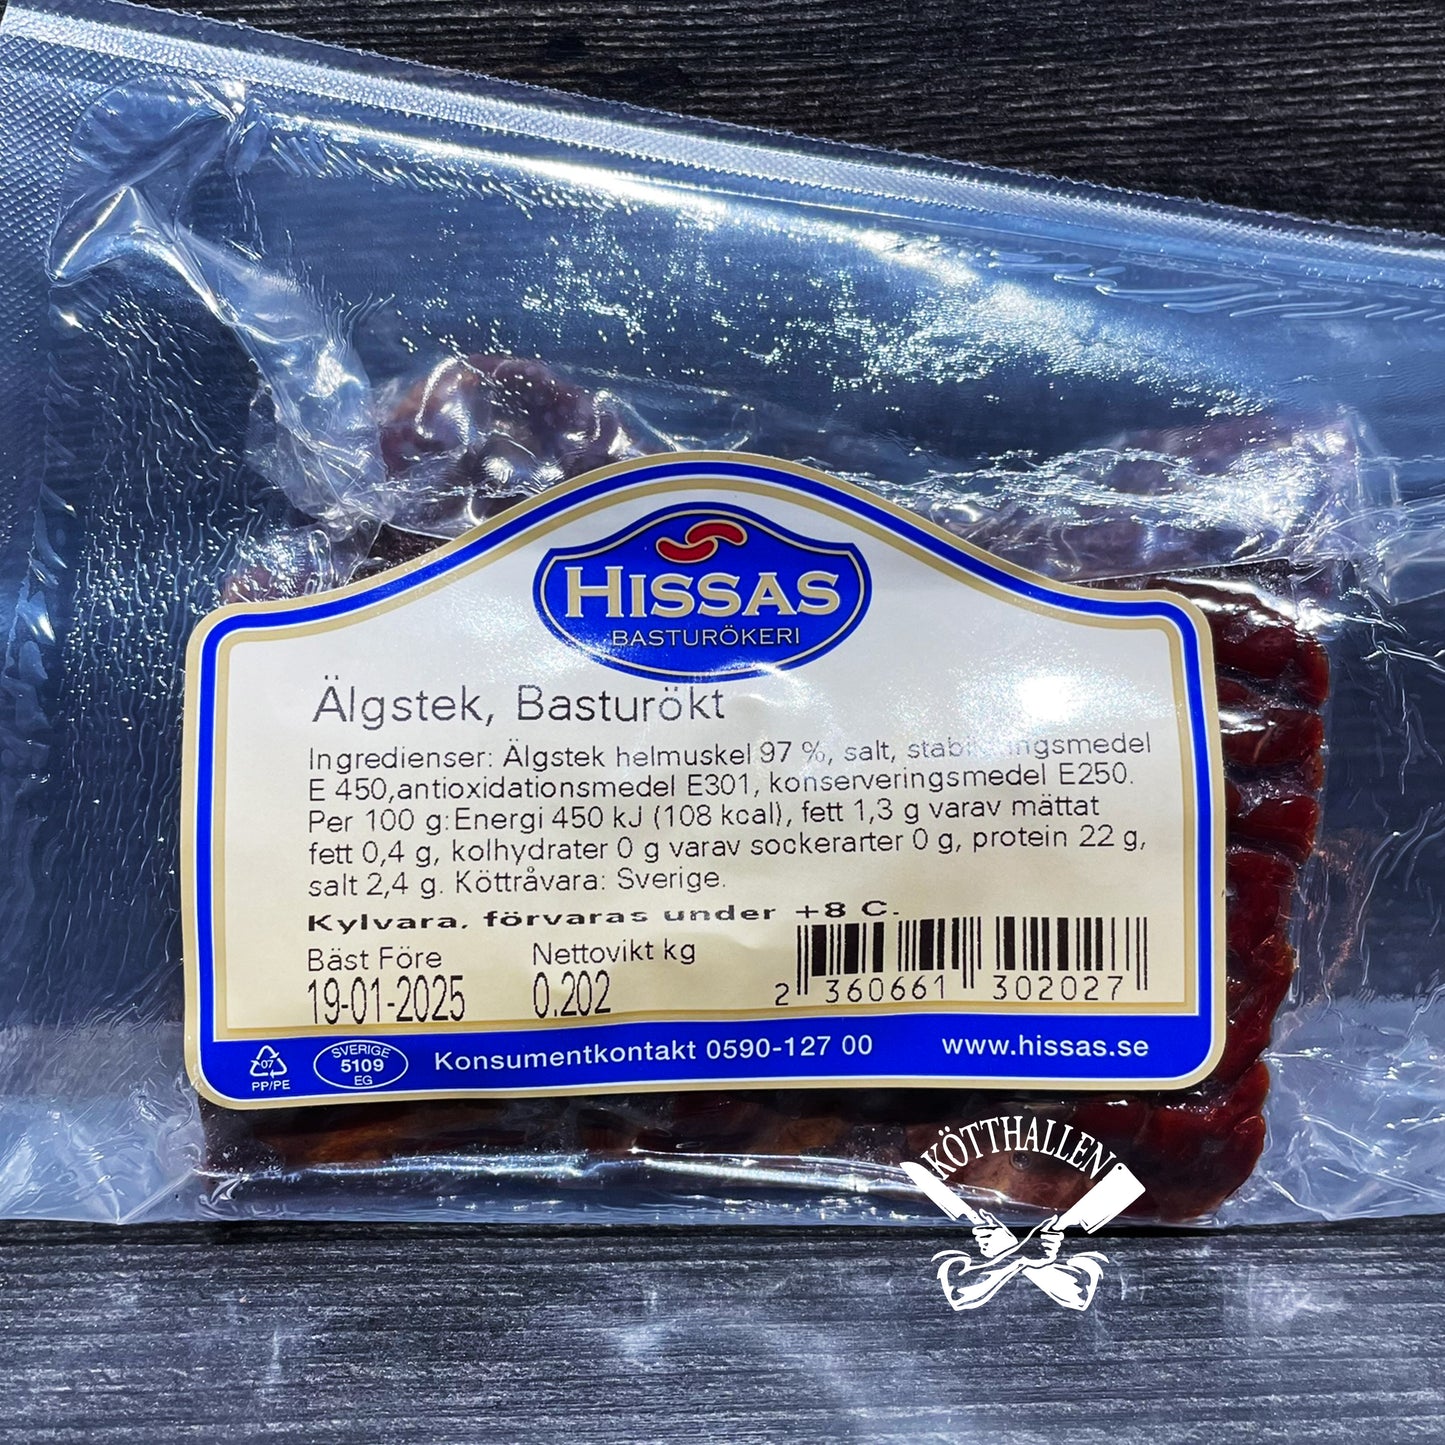 HISSAS
BASTURÖKERI
Älgstek, Basturökt
Ingredienser: Älgstek helmuskel 97 %, salt,
E 450,antioxidationsmedel E301, konserveringsmedel E250.
Per 100 g:Energi 450 kJ (108 kcal), fett 1,3 g varav mättat
fett 0,4 g, kolhydrater 0 g varav sockerarter 0 g, protein 22 g,
salt 2,4 g. Köttråvara: Sverige.
Kylvara, förvaras under +8 C.
Bäst Före Nettovikt kg
19-01-2025 0.202
2 360661 302027
07
PP/PE
SVERIGE
5109
EG
Konsumentkontakt 0590-127 00 www.hissas.se
KÖTTHALLEN